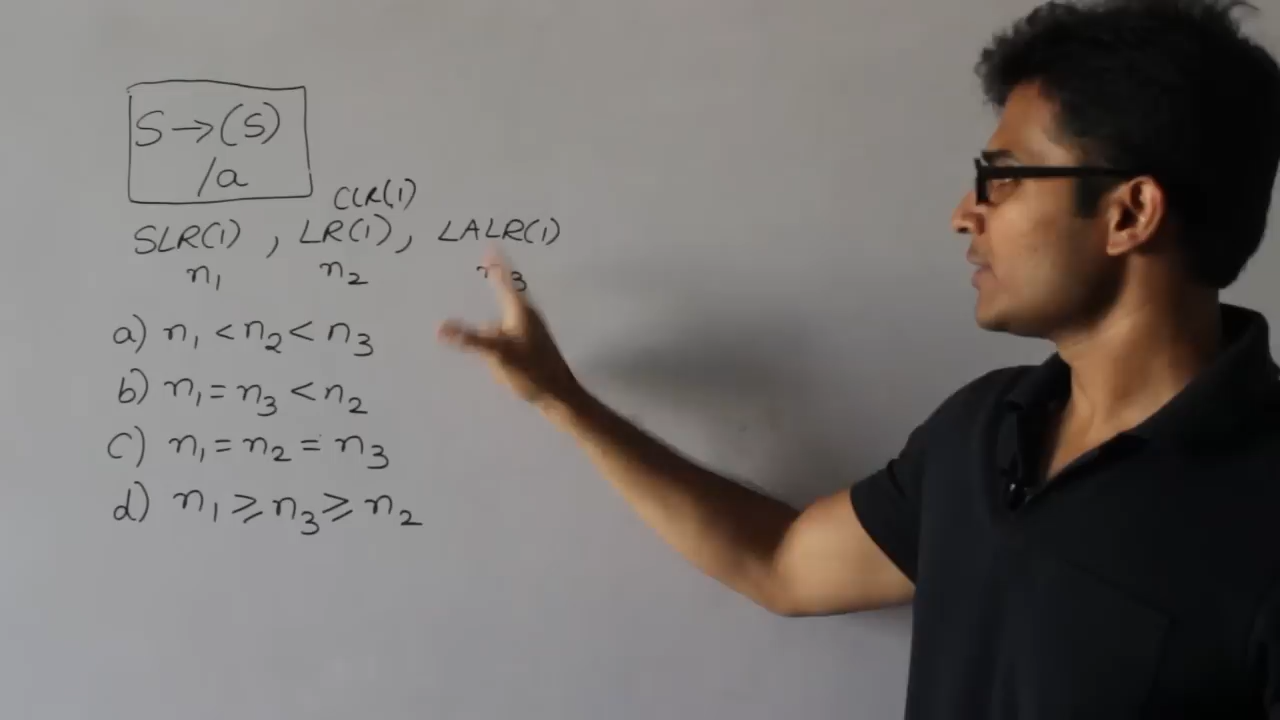 S→(S)
/a
CLR(1)
SLR(1) , LR(1), LALR(1)
n₁ n₂ n₃
a) n₁ < n₂ < n₃
b) n₁ = n₃ < n₂
c) n₁ = n₂ = n₃
d) n₁ ⩾ n₃ ⩾ n₂